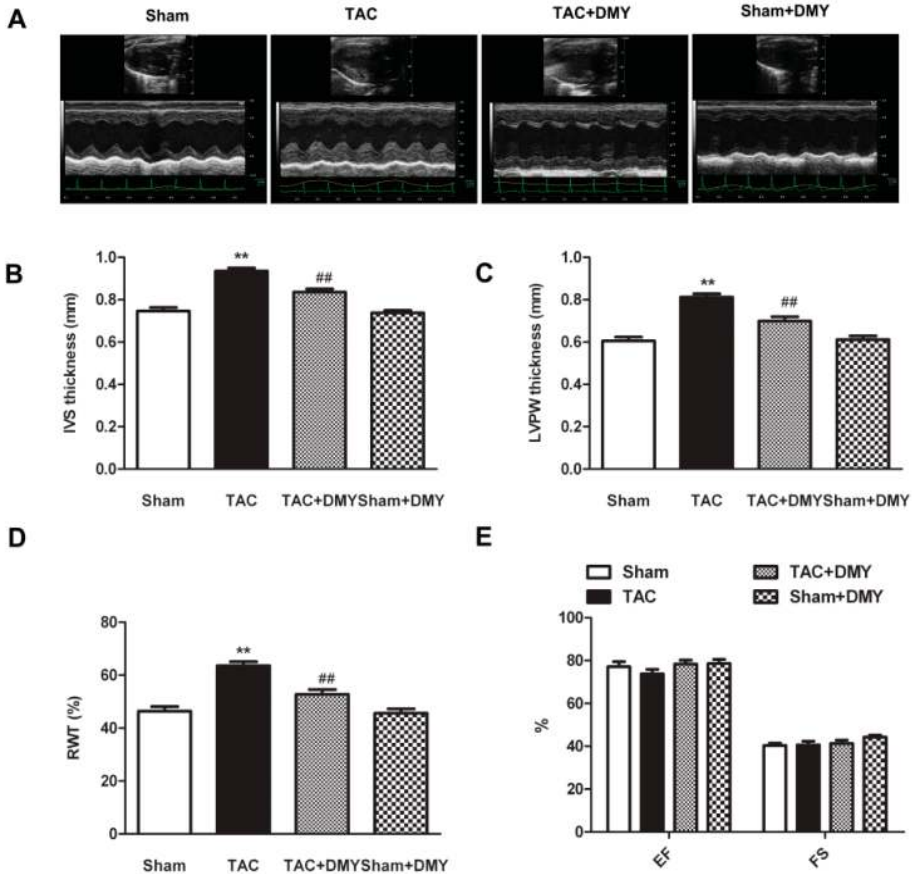 A
Sham
TAC
TAC+DMY
Sham+DMY
B
IVS thickness (mm)
1.0
0.8
0.6
0.4
0.2
0.0
**
##
Sham TAC TAC+DMY Sham+DMY
C
LVPW thickness (mm)
1.0
0.8
0.6
0.4
0.2
0.0
**
##
Sham TAC TAC+DMY Sham+DMY
D
RWT (%)
80
60
40
20
0
**
##
Sham TAC TAC+DMY Sham+DMY
E
Sham
TAC
TAC+DMY
Sham+DMY
%
100
80
60
40
20
0
EF
FS